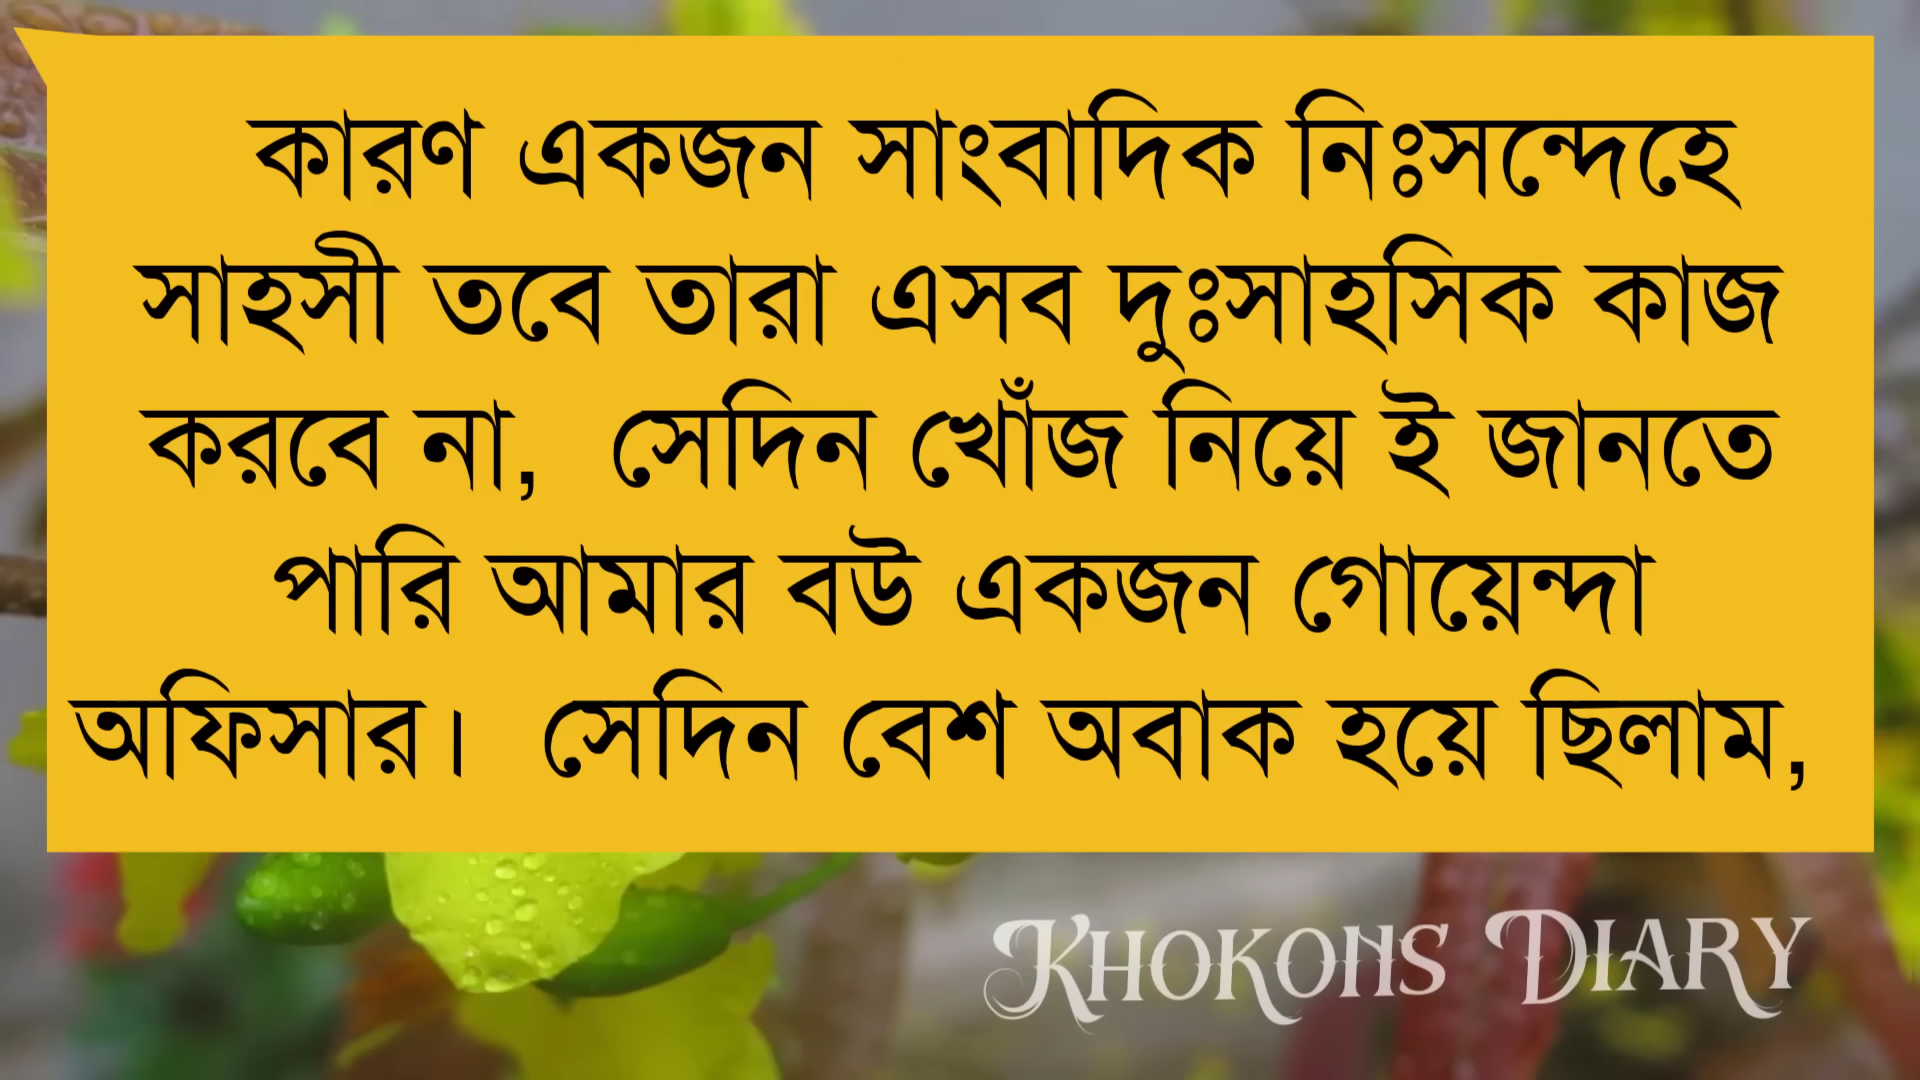 কারণ একজন সাংবাদিক নিঃসন্দেহে
সাহসী তবে তারা এসব দুঃসাহসিক কাজ
করবে না,  সেদিন খোঁজ নিয়ে ই জানতে
পারি আমার বউ একজন গোয়েন্দা
অফিসার।  সেদিন বেশ অবাক হয়ে ছিলাম,
KHOKONS DIARY